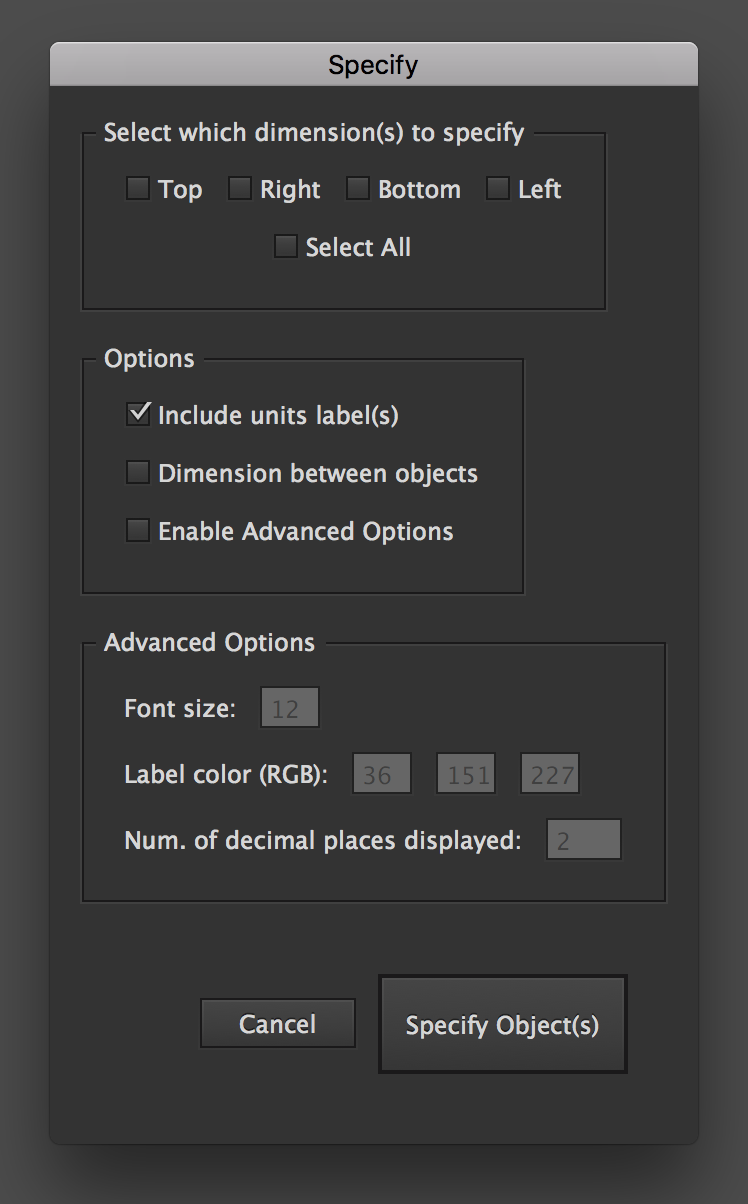 Specify
Select which dimension(s) to specify
Top Right Bottom Left
Select All
Options
Include units label(s)
Dimension between objects
Enable Advanced Options
Advanced Options
Font size: 12
Label color (RGB): 36 151 227
Num. of decimal places displayed: 2
Cancel Specify Object(s)